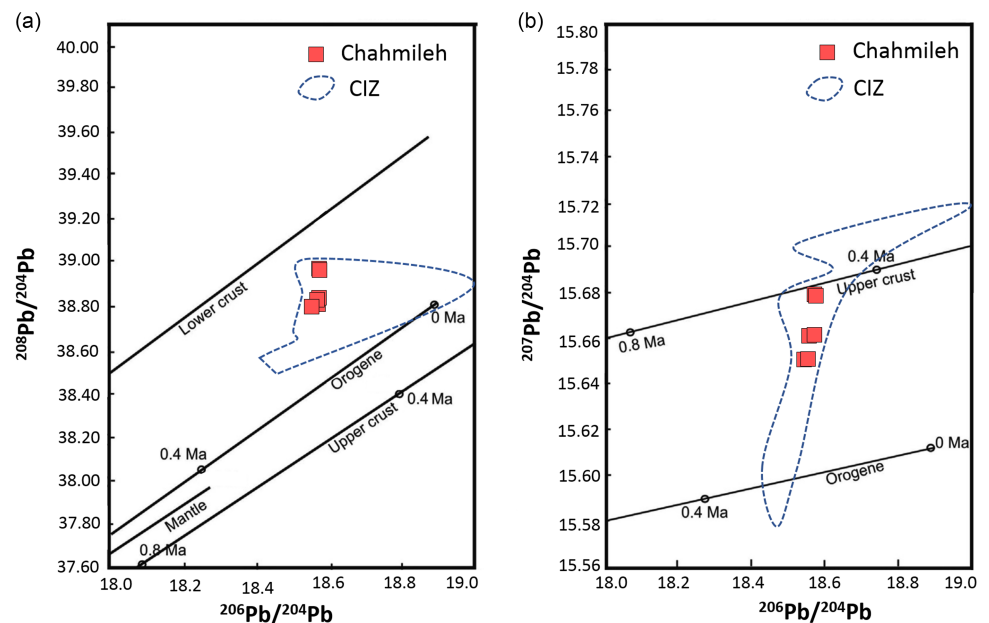 (a)
40.00
39.80
39.60
39.40
39.20
39.00
38.80
38.60
38.40
38.20
38.00
37.80
37.60
²⁰⁸Pb/²⁰⁴Pb
Chahmileh
CIZ
Lower crust
0 Ma
Orogene
0.4 Ma
Upper crust
0.4 Ma
Mantle
0.8 Ma
18.0
18.2
18.4
18.6
18.8
19.0
²⁰⁶Pb/²⁰⁴Pb
(b)
15.80
15.78
15.76
15.74
15.72
15.70
15.68
15.66
15.64
15.62
15.60
15.58
15.56
²⁰⁷Pb/²⁰⁴Pb
Chahmileh
CIZ
0.4 Ma
Upper crust
0.8 Ma
0 Ma
Orogene
0.4 Ma
18.0
18.2
18.4
18.6
18.8
19.0
²⁰⁶Pb/²⁰⁴Pb